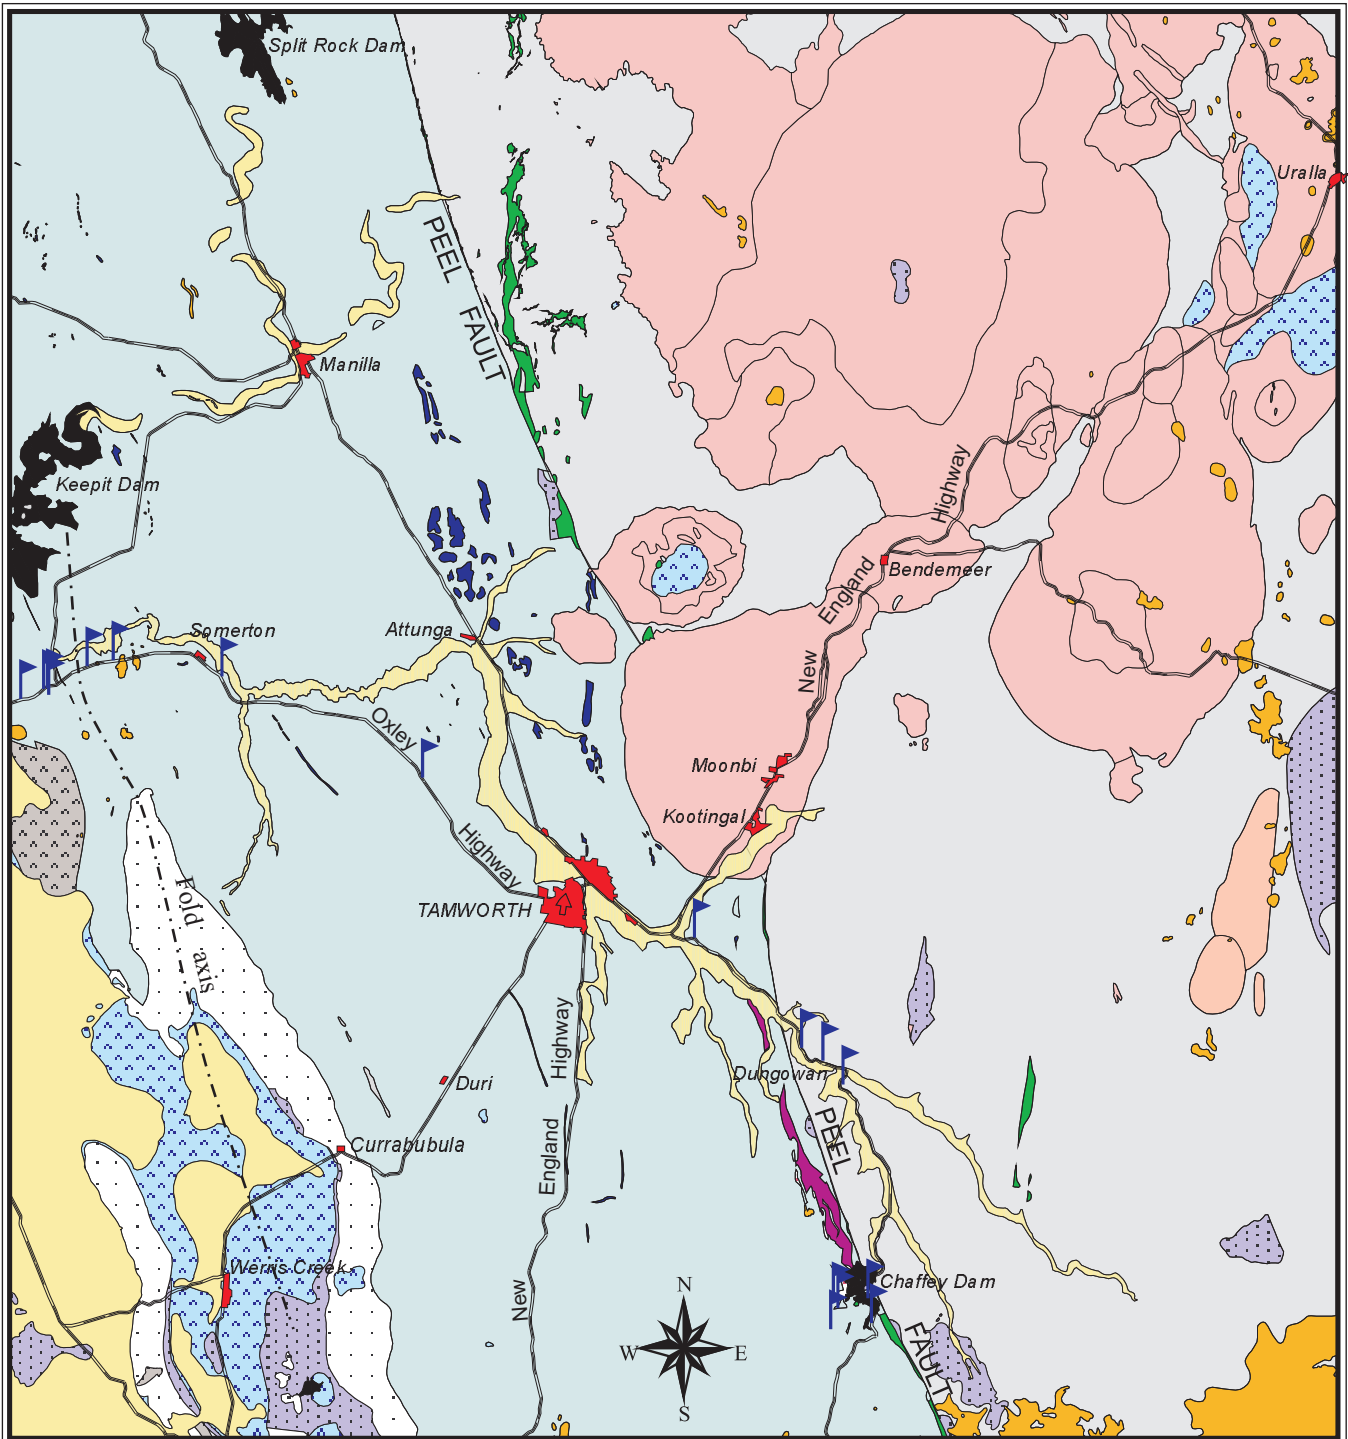 Split Rock Dam
Uralla
PEEL FAULT
Manilla
Keepit Dam
Highway
Bendemeer
England
New
Somerton
Attunga
Oxley
Highway
Moonbi
Kootingal
Fold axis
TAMWORTH
Highway
England
New
Duri
Dungowan
PEEL
Currabubula
Werris Creek
Chaffey Dam
FAULT
N
W
E
S